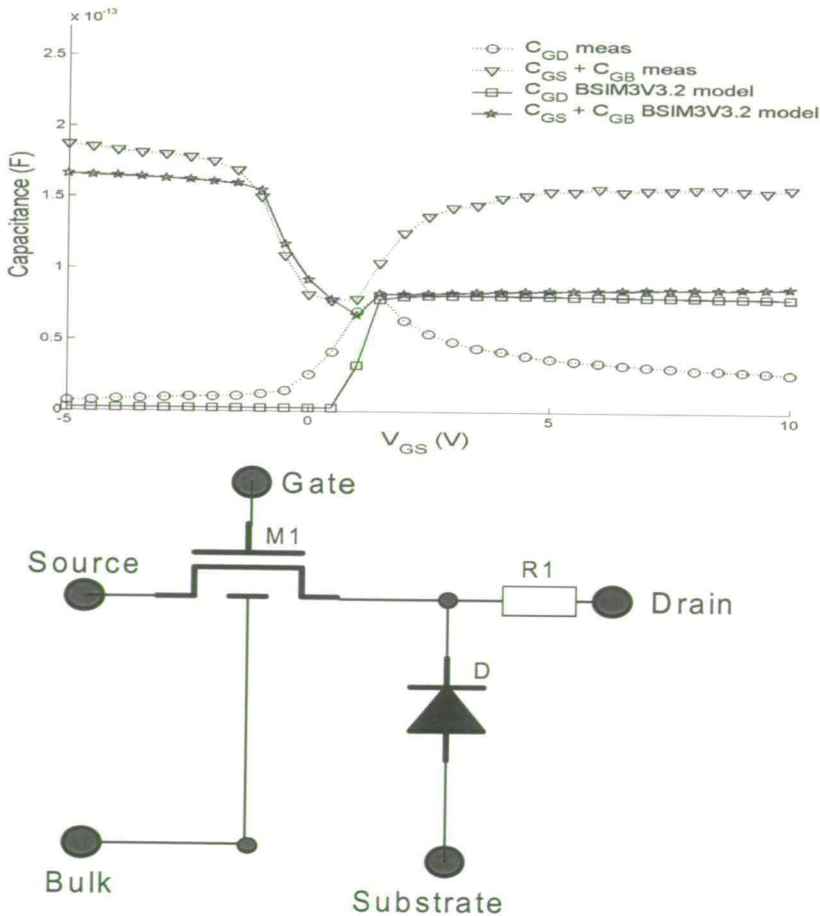 x 10⁻¹³
2.5
2
1.5
1
0.5
0
-5
0
5
10
Capacitance (F)
V_GS (V)
C_GD meas
C_GS + C_GB meas
C_GD BSIM3V3.2 model
C_GS + C_GB BSIM3V3.2 model
Gate
M1
Source
R1
Drain
D
Bulk
Substrate